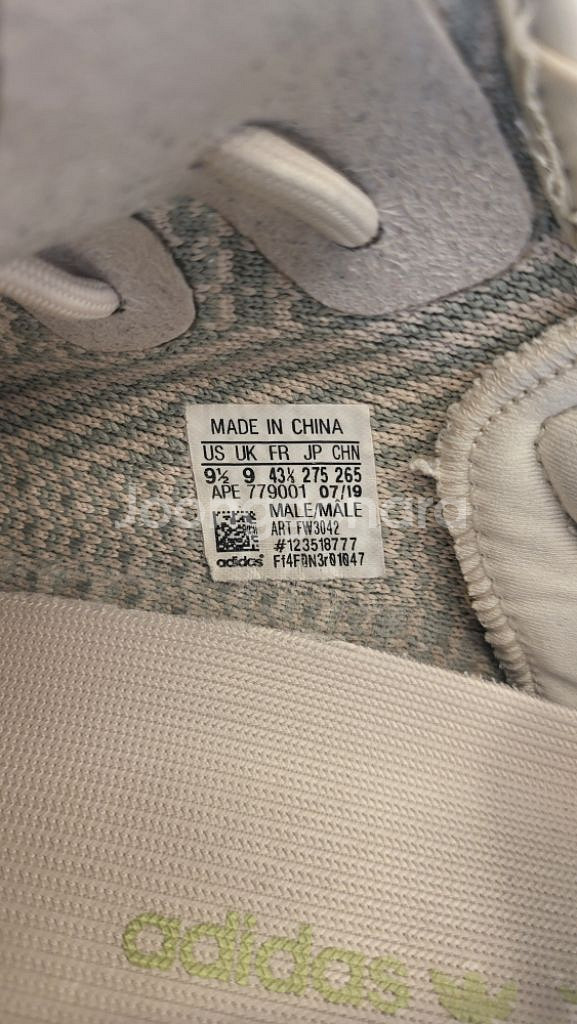 MADE IN CHINA
US UK FR JP CHN
9½ 9 43⅓ 275 265
APE 779001 07/19
MALE/MALE
ART FW3042
#123518777
adidas
adidas